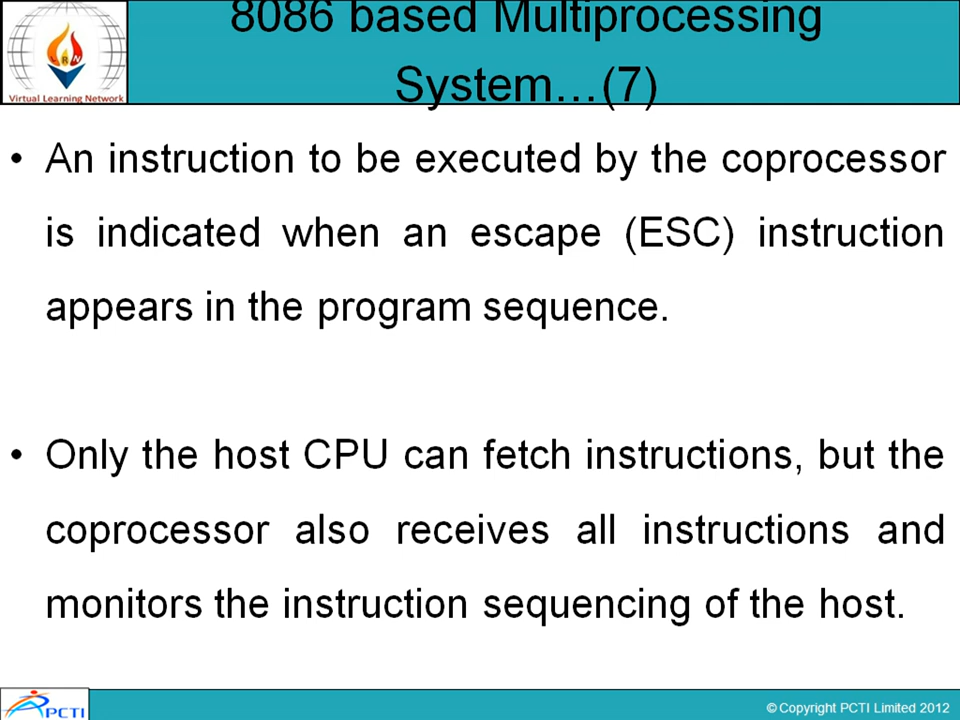 8086 based Multiprocessing
System…(7)
Virtual Learning Network
• An instruction to be executed by the coprocessor
is indicated when an escape (ESC) instruction
appears in the program sequence.
• Only the host CPU can fetch instructions, but the
coprocessor also receives all instructions and
monitors the instruction sequencing of the host.
PCTI
© Copyright PCTI Limited 2012